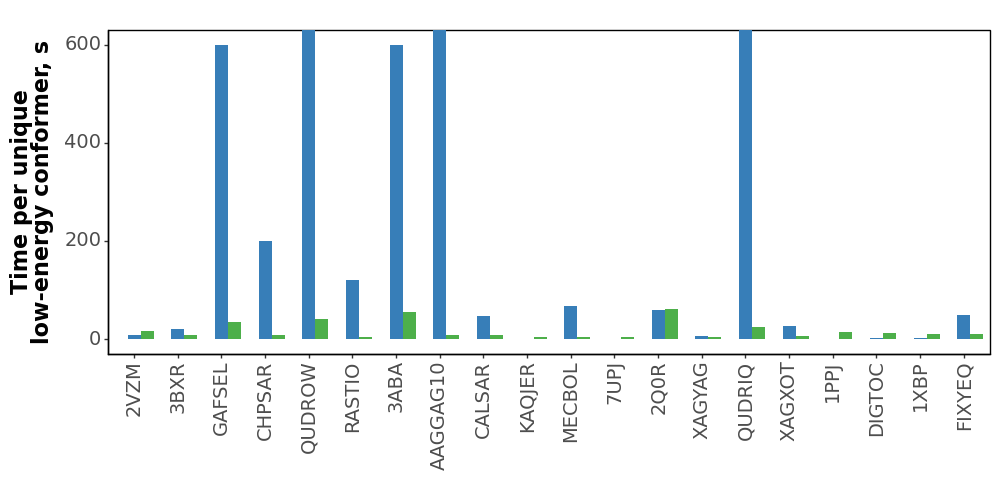 Time per unique
low-energy conformer, s
600
400
200
0
2VZM
3BXR
GAFSEL
CHPSAR
QUDROW
RASTIO
3ABA
AAGGAG10
CALSAR
KAQJER
MECBOL
7UPJ
2Q0R
XAGYAG
QUDRIQ
XAGXOT
1PPJ
DIGTOC
1XBP
FIXYEQ